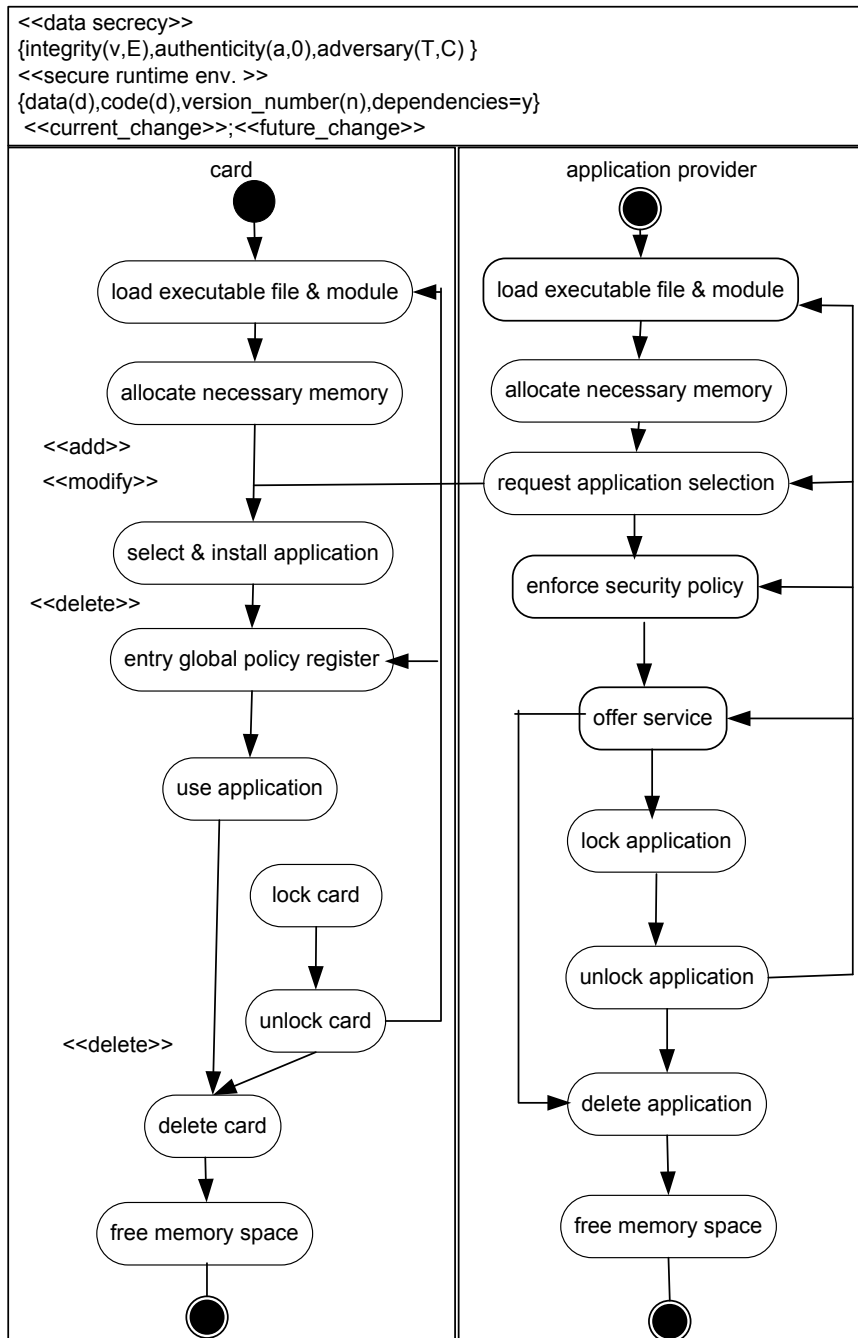 <<data secrecy>>
{integrity(v,E),authenticity(a,0),adversary(T,C) }
<<secure runtime env. >>
{data(d),code(d),version_number(n),dependencies=y}
<<current_change>>;<<future_change>>
card
load executable file & module
allocate necessary memory
<<add>>
<<modify>>
select & install application
<<delete>>
entry global policy register
use application
lock card
unlock card
<<delete>>
delete card
free memory space
application provider
load executable file & module
allocate necessary memory
request application selection
enforce security policy
offer service
lock application
unlock application
delete application
free memory space